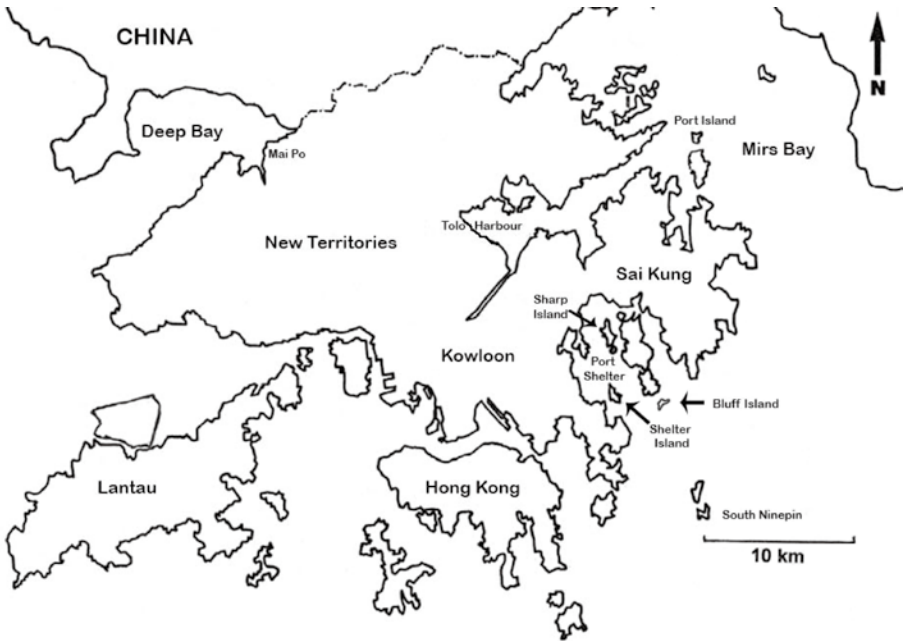 CHINA
N
Deep Bay
Port Island
Mai Po
Mirs Bay
Tolo Harbour
New Territories
Sai Kung
Sharp
Island
Kowloon
Port
Shelter
Bluff Island
Shelter
Island
Lantau
Hong Kong
South Ninepin
10 km